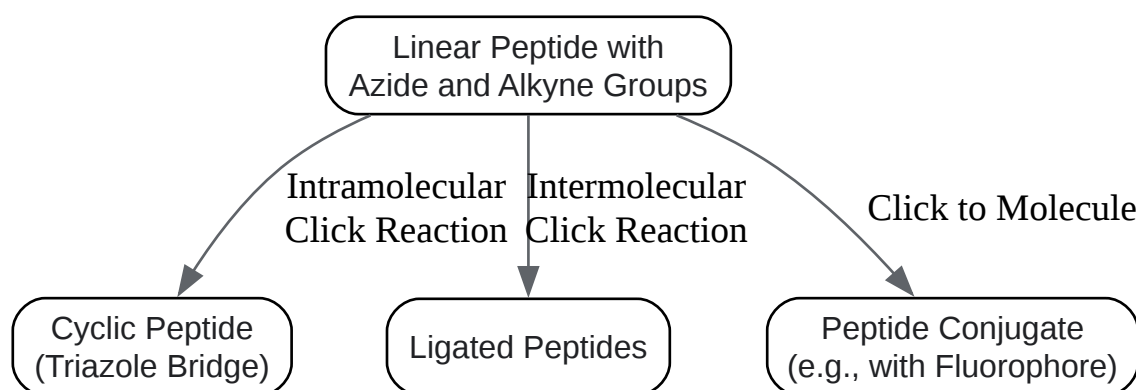 Linear Peptide with
Azide and Alkyne Groups
Intramolecular
Click Reaction
Intermolecular
Click Reaction
Click to Molecule
Cyclic Peptide
(Triazole Bridge)
Ligated Peptides
Peptide Conjugate
(e.g., with Fluorophore)